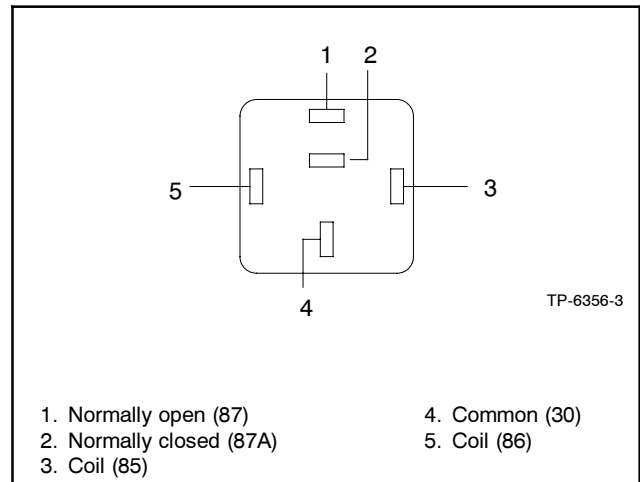 1 2
5 3
4
TP-6356-3
1. Normally open (87)
2. Normally closed (87A)
3. Coil (85)
4. Common (30)
5. Coil (86)